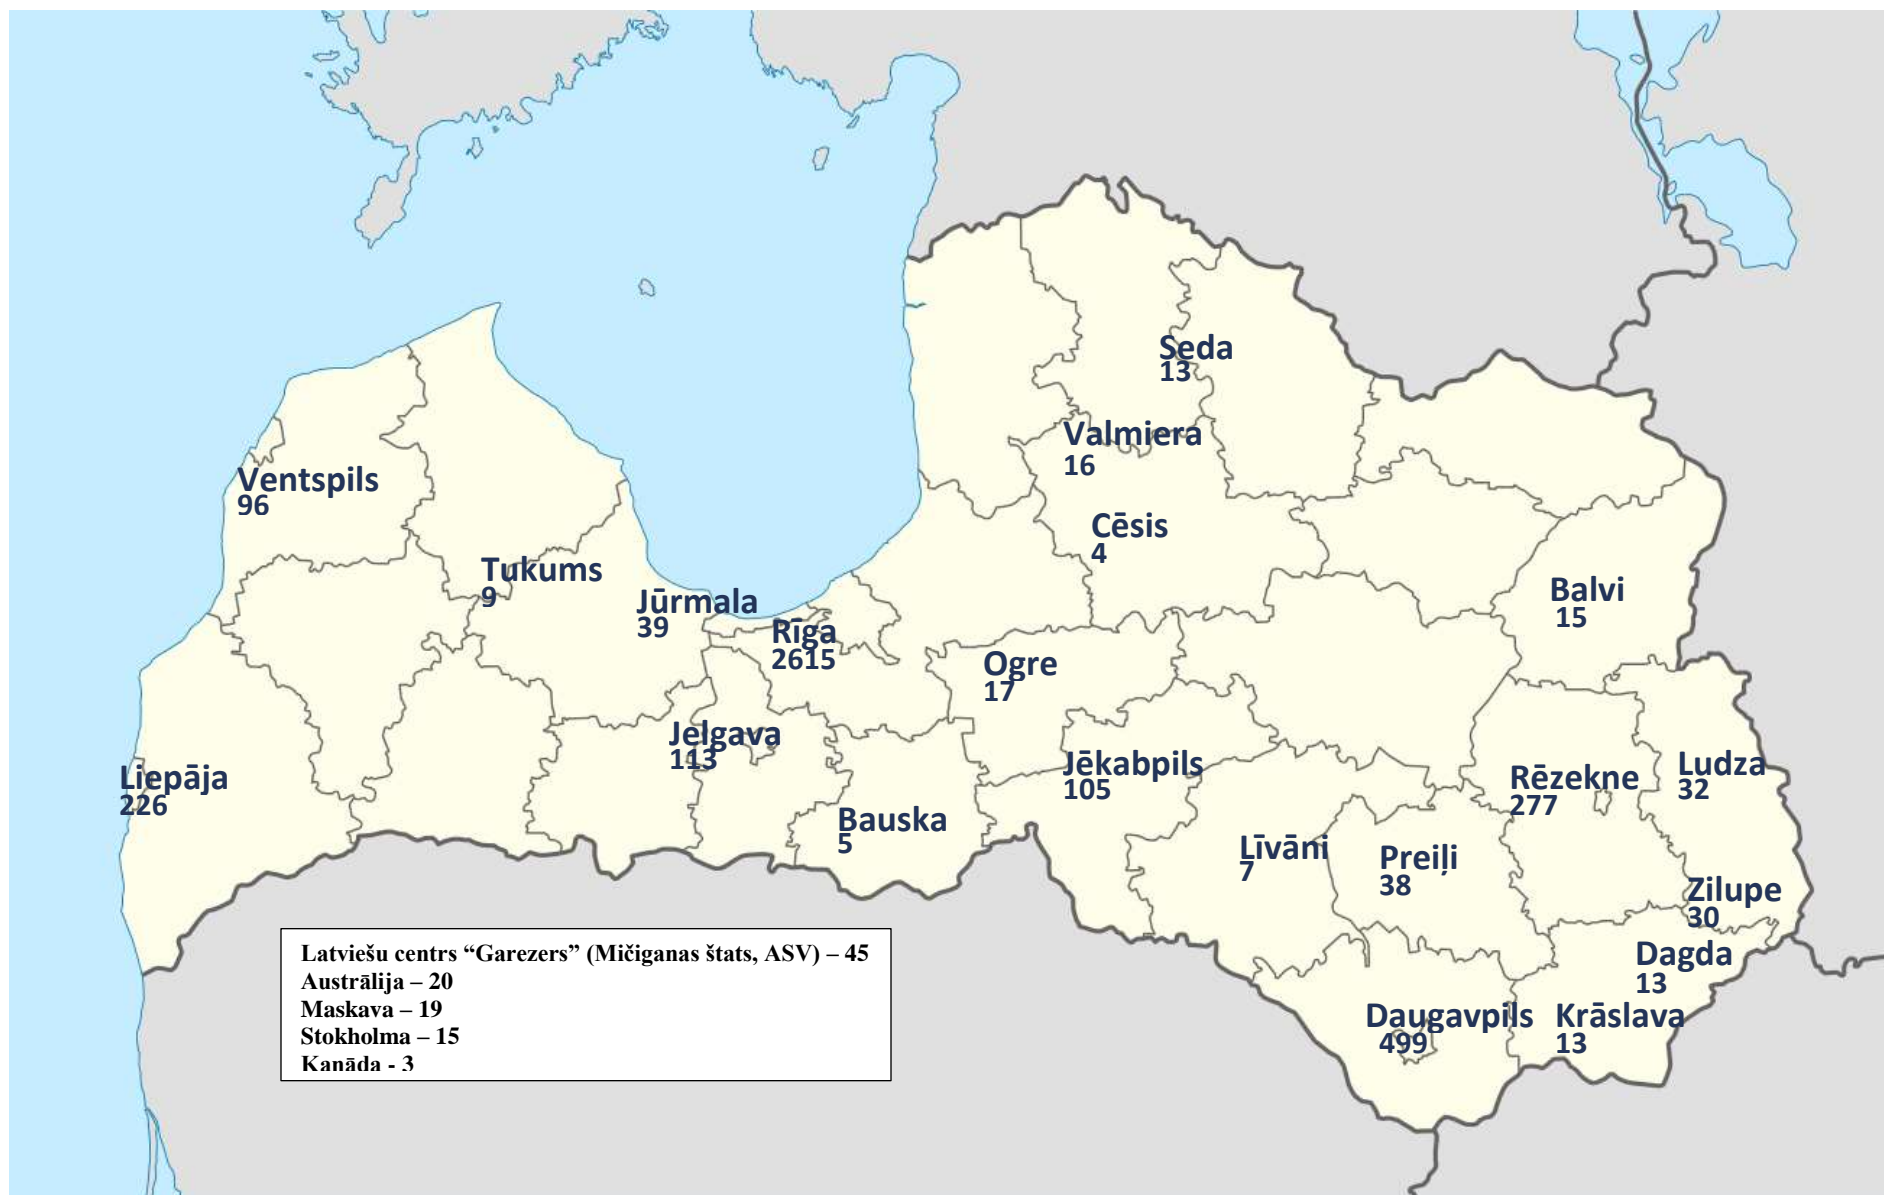 Seda
13
Valmiera
16
Ventspils
96
Cēsis
4
Tukums
9
Jūrmala
39
Balvi
15
Rīga
2615
Ogre
17
Jelgava
113
Liepāja
226
Jēkabpils
105
Rēzekne
277
Ludza
32
Bauska
5
Līvāni
7
Preiļi
38
Zilupe
30
Dagda
13
Daugavpils
499
Krāslava
13
Latviešu centrs “Garezers” (Mičiganas štats, ASV) – 45
Austrālija – 20
Maskava – 19
Stokholma – 15
Kanāda - 3